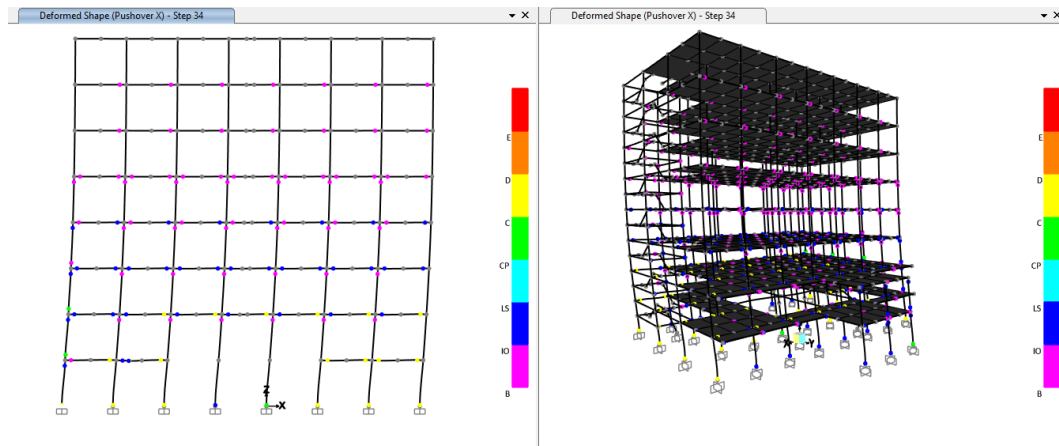 Deformed Shape (Pushover X) - Step 34
E
D
C
CP
LS
IO
B
Z
X
Deformed Shape (Pushover X) - Step 34
E
D
C
CP
LS
IO
B
X
Y